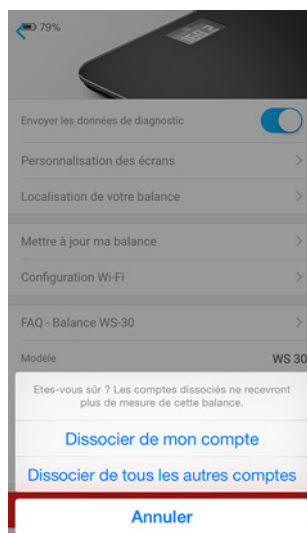 79%
Envoyer les données de diagnostic
Personnalisation des écrans
Localisation de votre balance
Mettre à jour ma balance
Configuration Wi-Fi
FAQ - Balance WS-30
Modèle WS 30
Etes-vous sûr ? Les comptes dissociés ne recevront
plus de mesure de cette balance.
Dissocier de mon compte
Dissocier de tous les autres comptes
Annuler